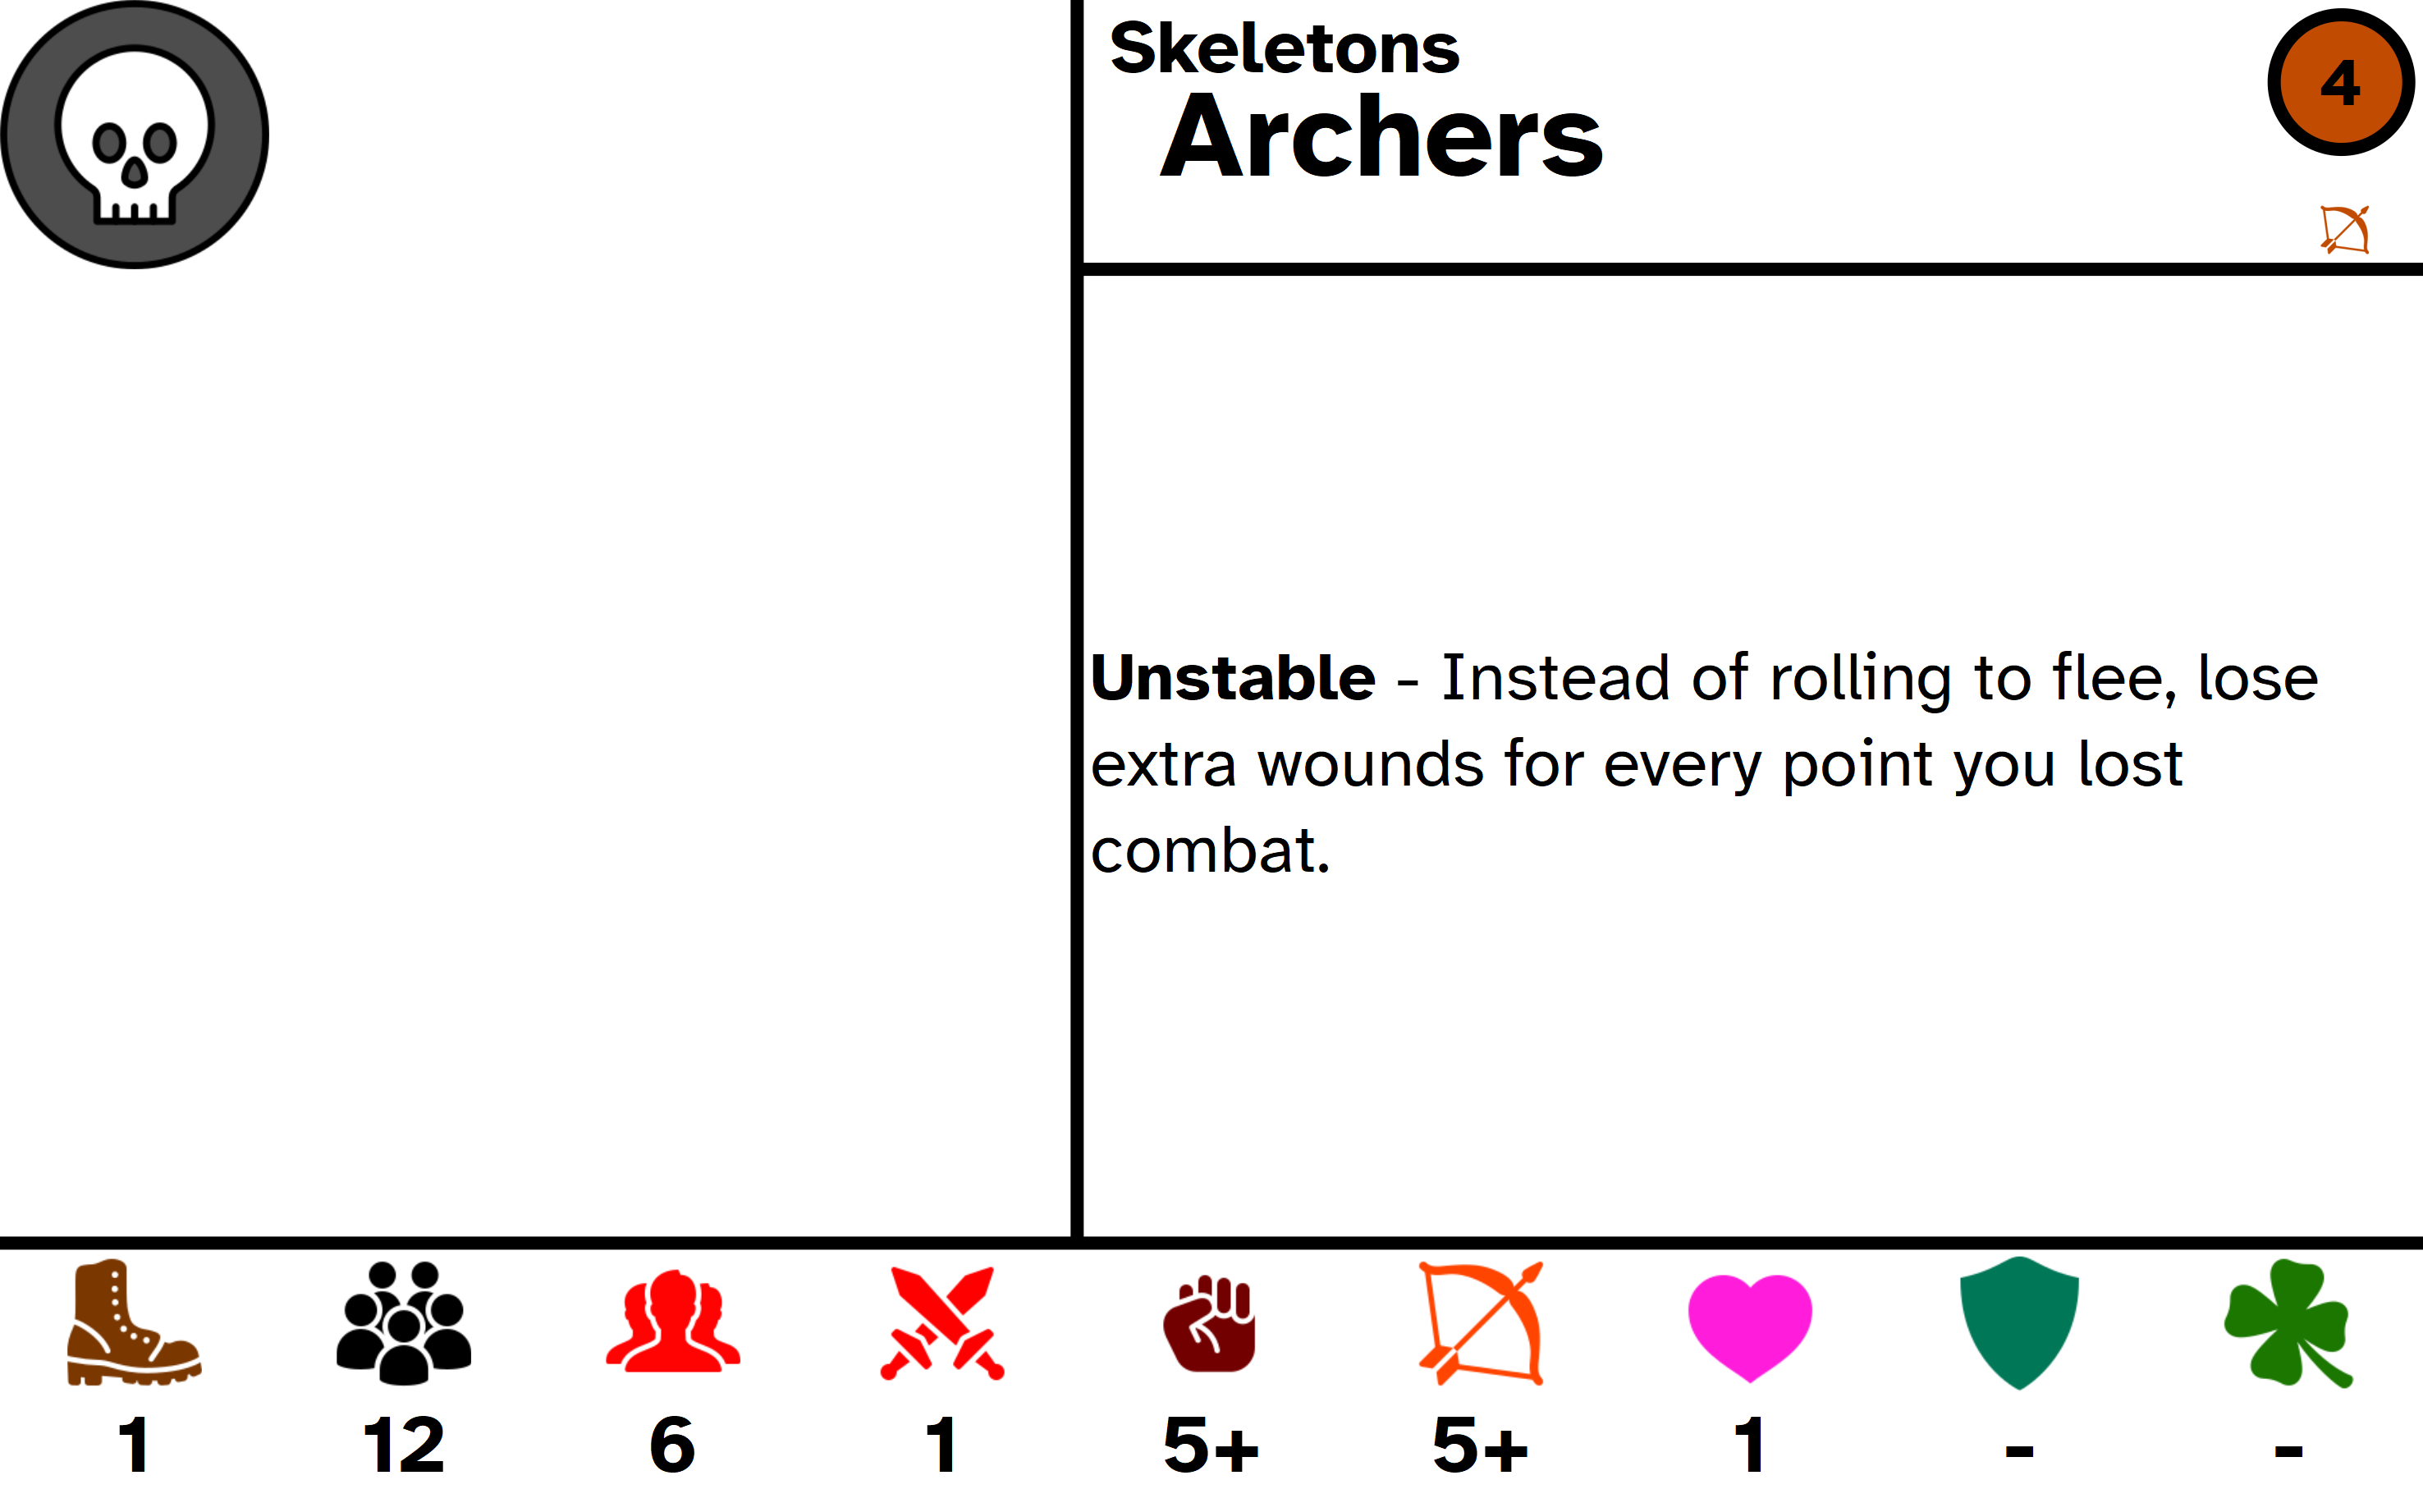 Skeletons
Archers
4
Unstable - Instead of rolling to flee, lose
extra wounds for every point you lost
combat.
1 12 6 1 5+ 5+ 1 - -